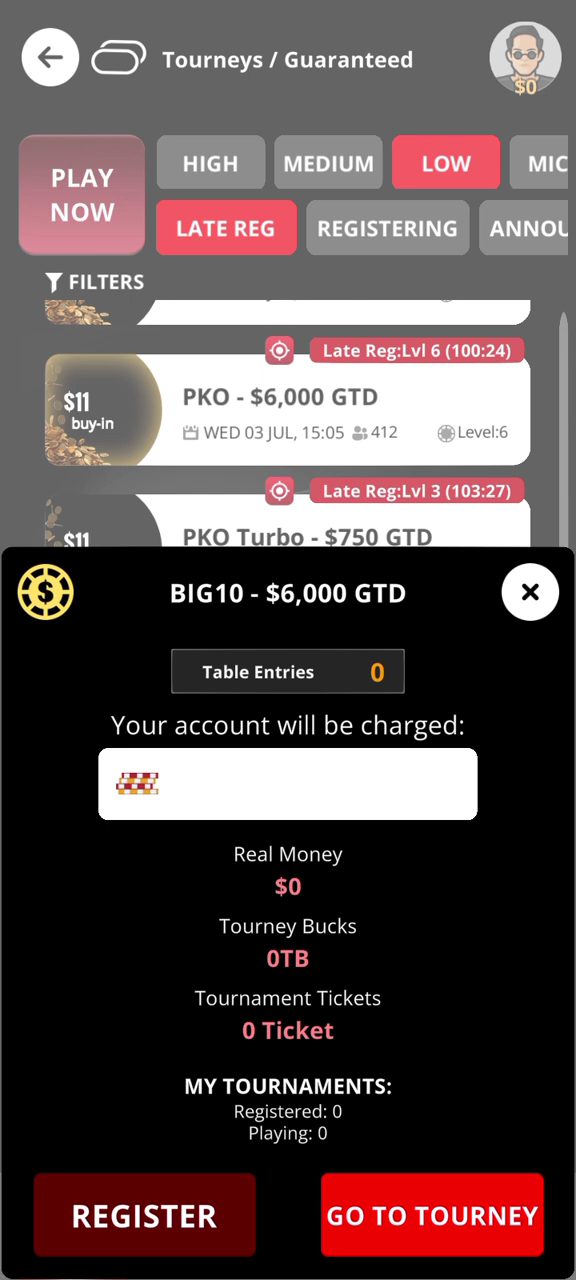 Tourneys / Guaranteed
$0
PLAY NOW
HIGH MEDIUM LOW MIC
LATE REG REGISTERING ANNOU
FILTERS
Late Reg:Lvl 6 (100:24)
$11
buy-in
PKO - $6,000 GTD
WED 03 JUL, 15:05 412 Level:6
Late Reg:Lvl 3 (103:27)
$11
PKO Turbo - $750 GTD
$
BIG10 - $6,000 GTD
Table Entries 0
Your account will be charged:
Real Money
$0
Tourney Bucks
0TB
Tournament Tickets
0 Ticket
MY TOURNAMENTS:
Registered: 0
Playing: 0
REGISTER GO TO TOURNEY